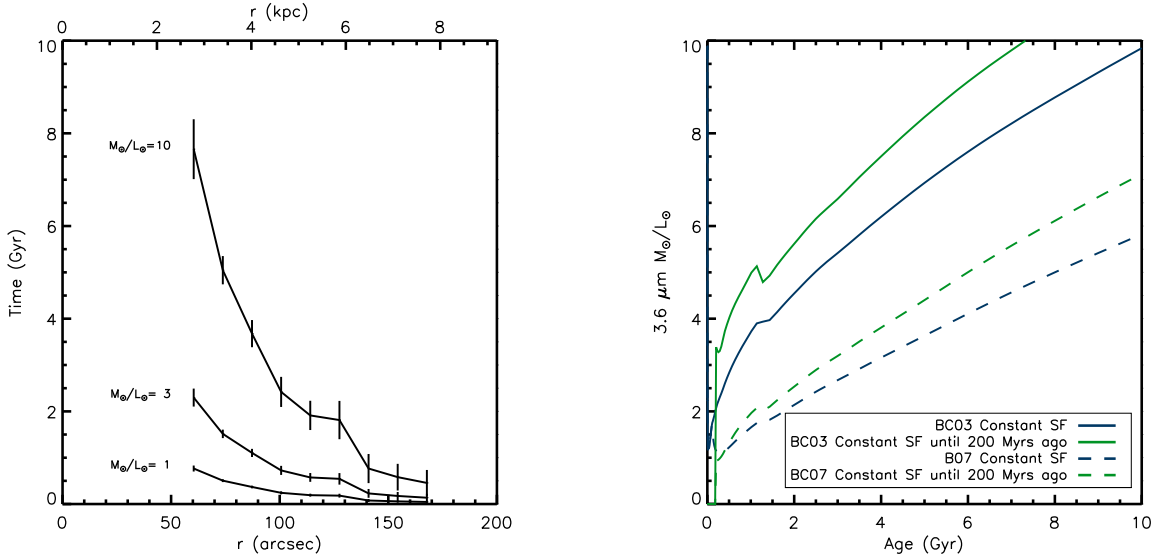 r (kpc)
0 2 4 6 8
10
8
6
4
2
0
Time (Gyr)
M⊙/L⊙=10
M⊙/L⊙= 3
M⊙/L⊙= 1
0 50 100 150 200
r (arcsec)
10
8
6
4
2
0
3.6 μm M⊙/L⊙
BC03 Constant SF
BC03 Constant SF until 200 Myrs ago
B07 Constant SF
BC07 Constant SF until 200 Myrs ago
0 2 4 6 8 10
Age (Gyr)